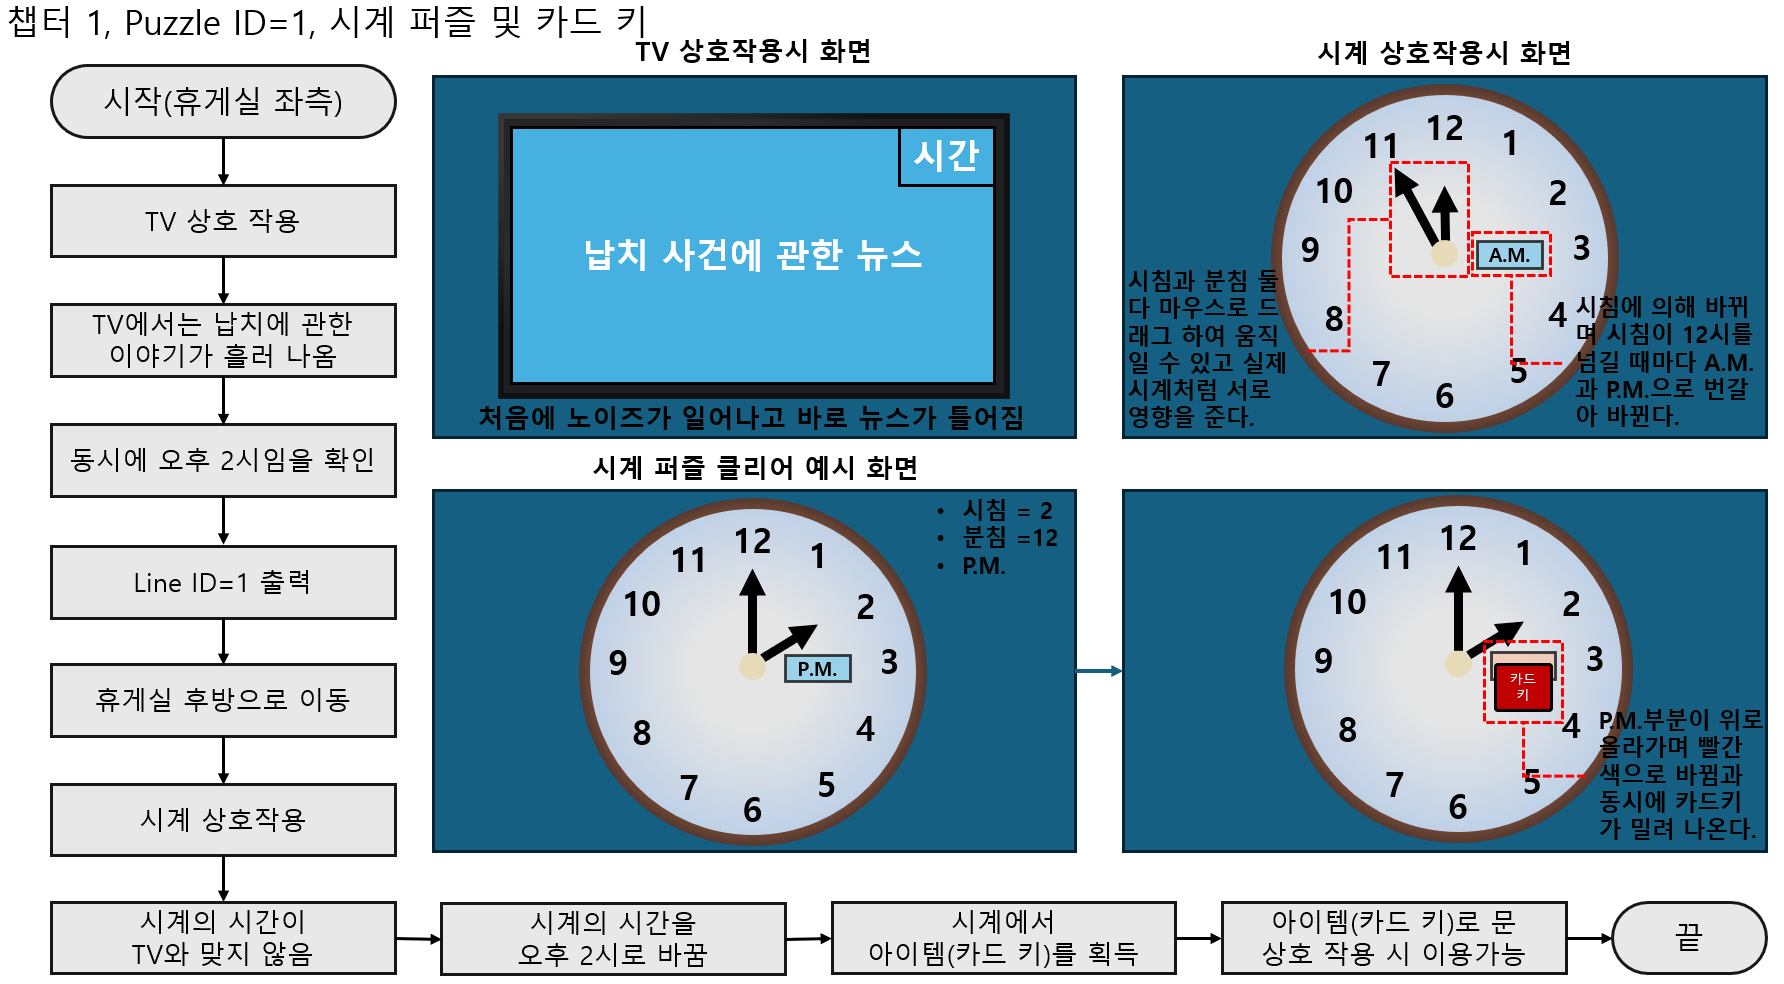 챕터 1, Puzzle ID=1, 시계 퍼즐 및 카드 키
시작(휴게실 좌측)
TV 상호 작용
TV에서는 납치에 관한
이야기가 흘러 나옴
동시에 오후 2시임을 확인
Line ID=1 출력
휴게실 후방으로 이동
시계 상호작용
시계의 시간이
TV와 맞지 않음
시계의 시간을
오후 2시로 바꿈
시계에서
아이템(카드 키)를 획득
아이템(카드 키)로 문
상호 작용 시 이용가능
끝
TV 상호작용시 화면
시간
납치 사건에 관한 뉴스
처음에 노이즈가 일어나고 바로 뉴스가 틀어짐
시계 상호작용시 화면
12
1
2
3
4
5
6
7
8
9
10
11
A.M.
시침과 분침 둘
다 마우스로 드
래그 하여 움직
일 수 있고 실제
시계처럼 서로
영향을 준다.
시침에 의해 바뀌
며 시침이 12시를
넘길 때마다 A.M.
과 P.M.으로 번갈
아 바뀐다.
시계 퍼즐 클리어 예시 화면
• 시침 = 2
• 분침 =12
• P.M.
12
1
2
3
4
5
6
7
8
9
10
11
P.M.
12
1
2
3
4
5
6
7
8
9
10
11
카드
키
P.M.부분이 위로
올라가며 빨간
색으로 바뀜과
동시에 카드키
가 밀려 나온다.